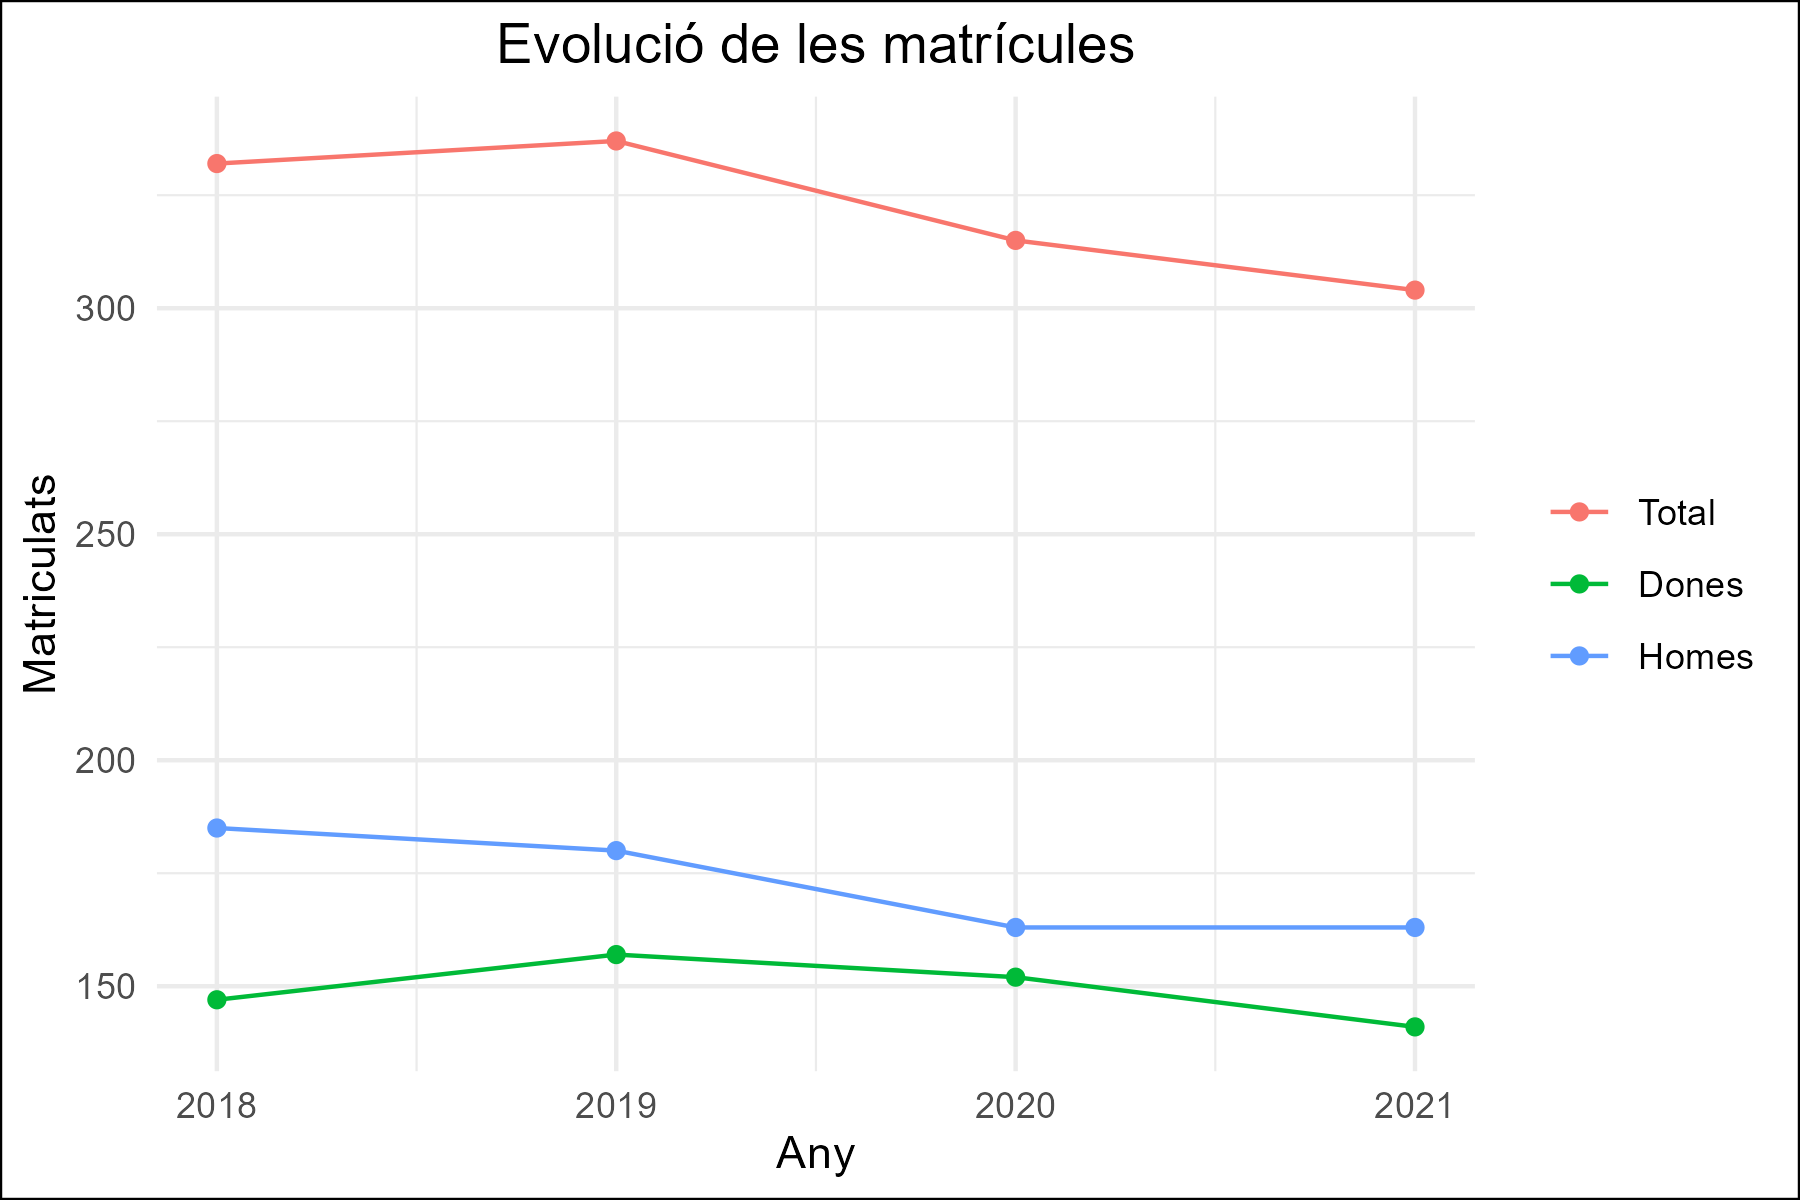 Evolució de les matrícules
300
250
200
150
Matriculats
2018 2019 2020 2021
Any
Total
Dones
Homes